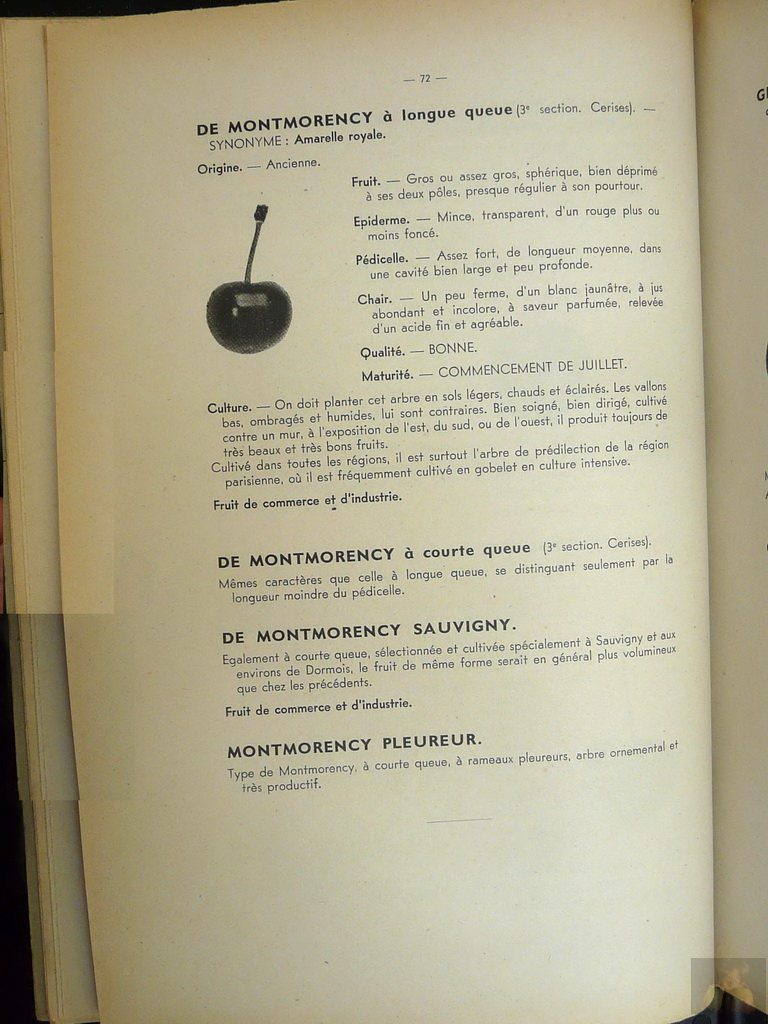 — 72 —
DE MONTMORENCY à longue queue (3e section. Cerises). —
SYNONYME : Amarelle royale.
Origine. — Ancienne.
Fruit. — Gros ou assez gros, sphérique, bien déprimé
à ses deux pôles, presque régulier à son pourtour.
Epiderme. — Mince, transparent, d'un rouge plus ou
moins foncé.
Pédicelle. — Assez fort, de longueur moyenne, dans
une cavité bien large et peu profonde.
Chair. — Un peu ferme, d'un blanc jaunâtre, à jus
abondant et incolore, à saveur parfumée, relevée
d'un acide fin et agréable.
Qualité. — BONNE.
Maturité. — COMMENCEMENT DE JUILLET.
Culture. — On doit planter cet arbre en sols légers, chauds et éclairés. Les vallons
bas, ombragés et humides, lui sont contraires. Bien soigné, bien dirigé, cultivé
contre un mur, à l'exposition de l'est, du sud, ou de l'ouest, il produit toujours de
très beaux et très bons fruits.
Cultivé dans toutes les régions, il est surtout l'arbre de prédilection de la région
parisienne, où il est fréquemment cultivé en gobelet en culture intensive.
Fruit de commerce et d'industrie.
DE MONTMORENCY à courte queue (3e section. Cerises).
Mêmes caractères que celle à longue queue, se distinguant seulement par la
longueur moindre du pédicelle.
DE MONTMORENCY SAUVIGNY.
Egalement à courte queue, sélectionnée et cultivée spécialement à Sauvigny et aux
environs de Dormois, le fruit de même forme serait en général plus volumineux
que chez les précédents.
Fruit de commerce et d'industrie.
MONTMORENCY PLEUREUR.
Type de Montmorency, à courte queue, à rameaux pleureurs, arbre ornemental et
très productif.